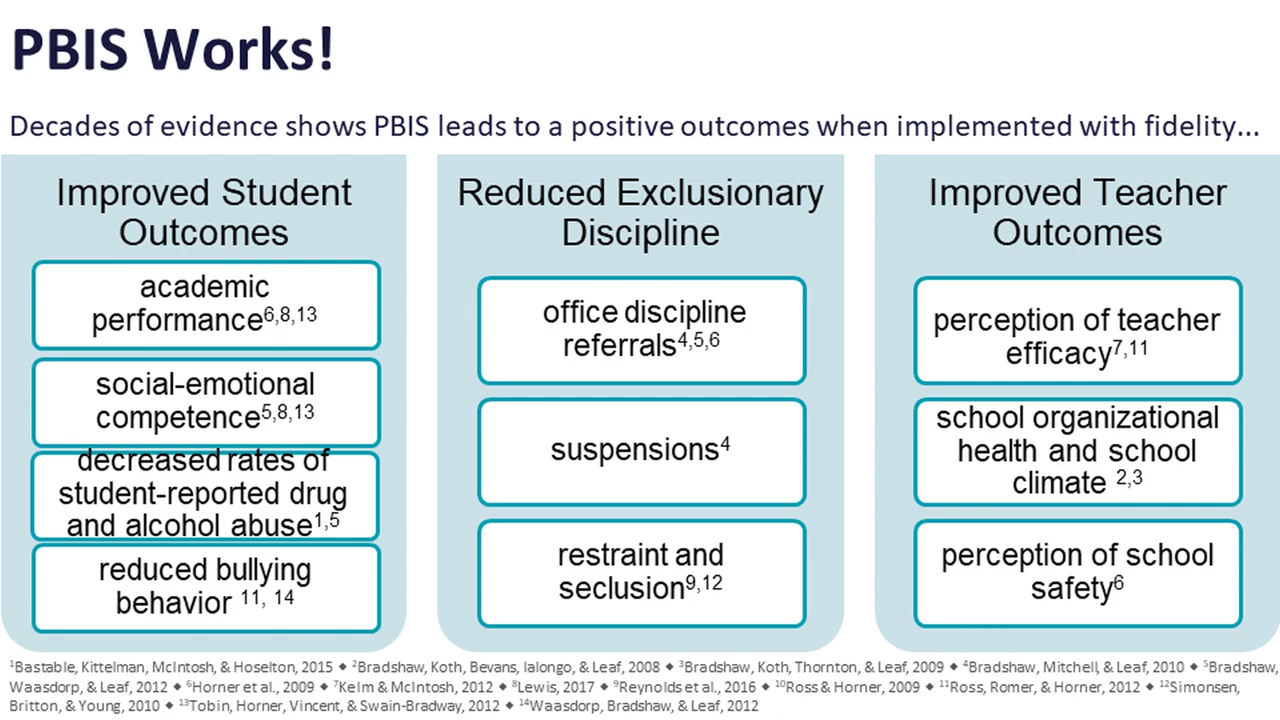 PBIS Works!
Decades of evidence shows PBIS leads to a positive outcomes when implemented with fidelity...
Improved Student
Outcomes
academic
performance6,8,13
social-emotional
competence5,8,13
decreased rates of
student-reported drug
and alcohol abuse1,5
reduced bullying
behavior 11, 14
Reduced Exclusionary
Discipline
office discipline
referrals4,5,6
suspensions4
restraint and
seclusion9,12
Improved Teacher
Outcomes
perception of teacher
efficacy7,11
school organizational
health and school
climate 2,3
perception of school
safety6
1Bastable, Kittelman, McIntosh, & Hoselton, 2015 ◆ 2Bradshaw, Koth, Bevans, Ialongo, & Leaf, 2008 ◆ 3Bradshaw, Koth, Thornton, & Leaf, 2009 ◆ 4Bradshaw, Mitchell, & Leaf, 2010 ◆ 5Bradshaw,
Waasdorp, & Leaf, 2012 ◆ 6Horner et al., 2009 ◆ 7Kelm & McIntosh, 2012 ◆ 8Lewis, 2017 ◆ 9Reynolds et al., 2016 ◆ 10Ross & Horner, 2009 ◆ 11Ross, Romer, & Horner, 2012 ◆ 12Simonsen,
Britton, & Young, 2010 ◆ 13Tobin, Horner, Vincent, & Swain-Bradway, 2012 ◆ 14Waasdorp, Bradshaw, & Leaf, 2012